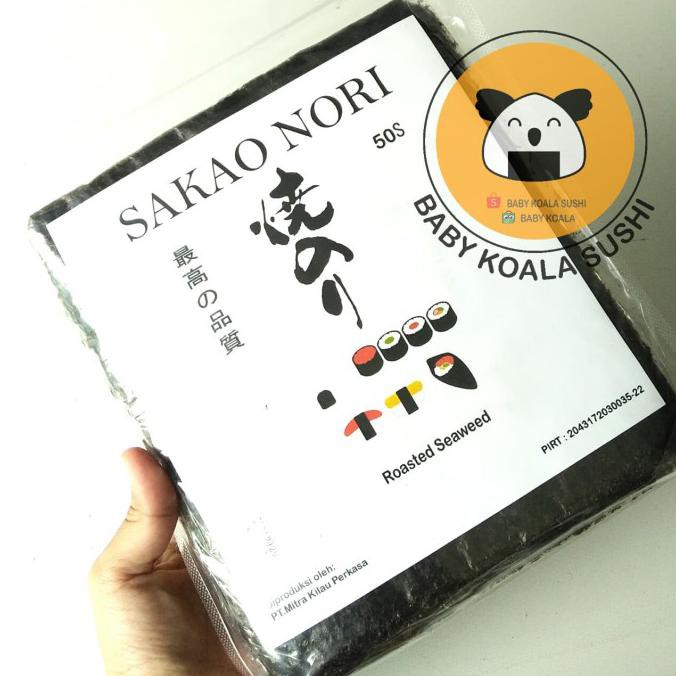 SAKAO NORI
50S
焼のり
最高の品質
Roasted Seaweed
PIRT : 2043172030035-22
produksi oleh:
PT.Mitra Kilau Perkasa
BABY KOALA SUSHI
BABY KOALA
BABY KOALA SUSHI